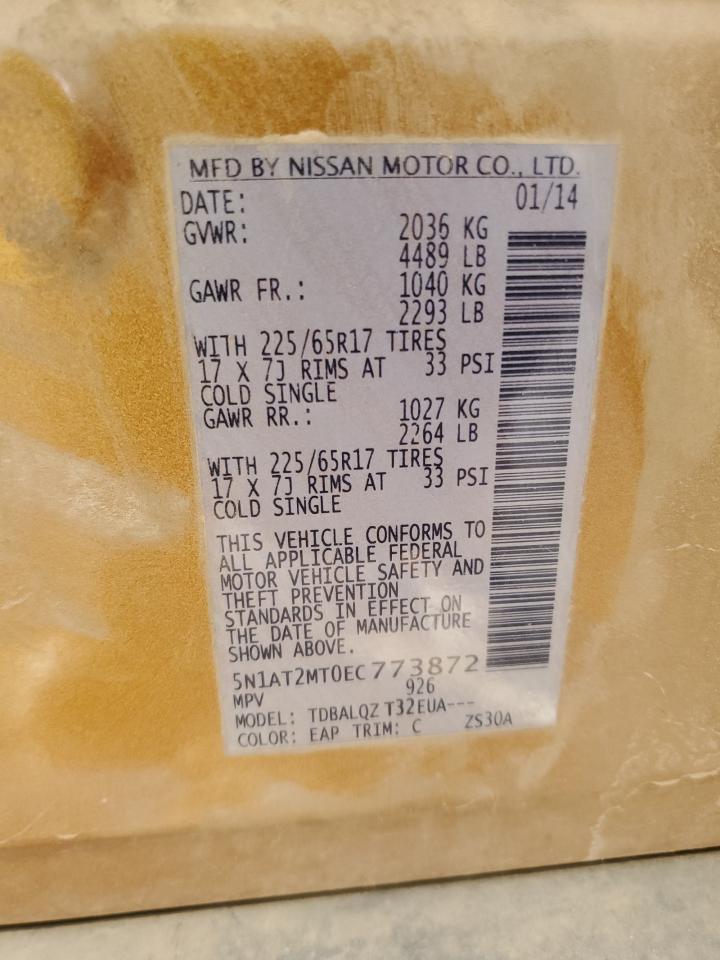 MFD BY NISSAN MOTOR CO., LTD.
DATE: 01/14
GVWR: 2036 KG
4489 LB
GAWR FR.: 1040 KG
2293 LB
WITH 225/65R17 TIRES
17 X 7J RIMS AT 33 PSI
COLD SINGLE
GAWR RR.: 1027 KG
2264 LB
WITH 225/65R17 TIRES
17 X 7J RIMS AT 33 PSI
COLD SINGLE
THIS VEHICLE CONFORMS TO
ALL APPLICABLE FEDERAL
MOTOR VEHICLE SAFETY AND
THEFT PREVENTION
STANDARDS IN EFFECT ON
THE DATE OF MANUFACTURE
SHOWN ABOVE.
5N1AT2MT0EC773872
MPV 926
MODEL: TDBALQZ T32EUA---
COLOR: EAP TRIM: C ZS30A